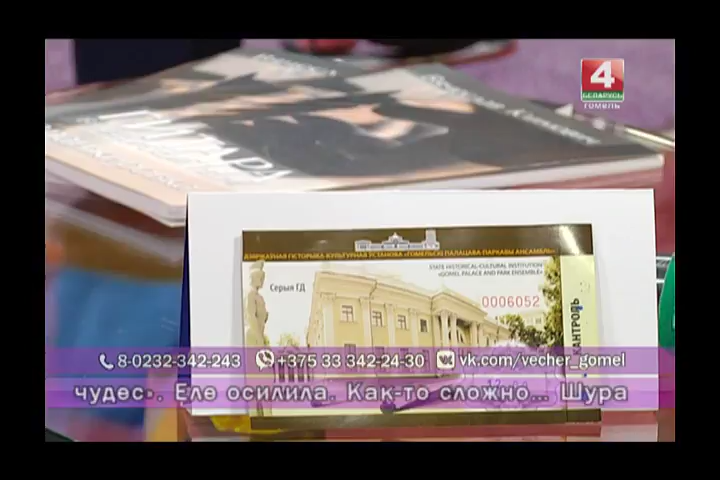 4
БЕЛАРУСЬ
ГОМЕЛЬ
ДЗЯРЖАЎНАЯ ГІСТОРЫКА-КУЛЬТУРНАЯ УСТАНОВА «ГОМЕЛЬСКІ ПАЛАЦАВА-ПАРКАВЫ АНСАМБЛЬ»
STATE HISTORICAL-CULTURAL INSTITUTION
«GOMEL PALACE AND PARK ENSEMBLE»
Серыя ГД
0006052
КАНТРОЛЬ
8-0232-342-243 +375 33 342-24-30 vk.com/vecher_gomel
чудес». Еле осилила. Как-то сложно... Шура